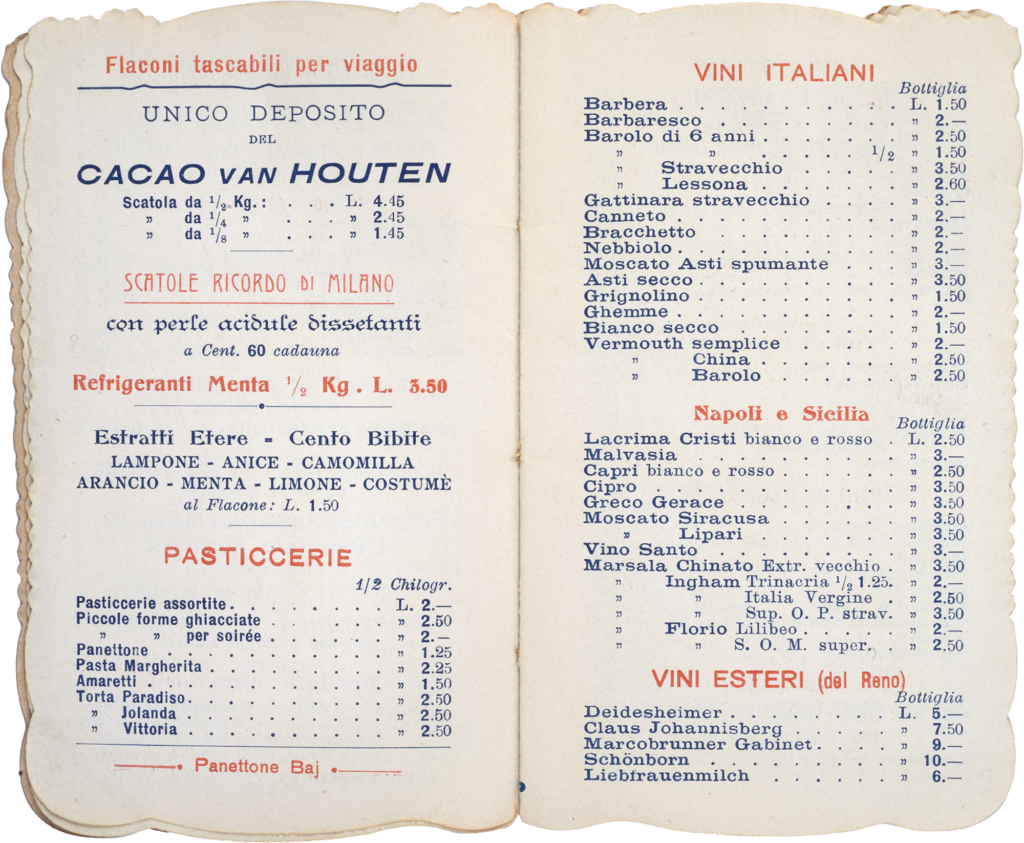 Flaconi tascabili per viaggio
UNICO DEPOSITO
DEL
CACAO VAN HOUTEN
Scatola da 1/2 Kg.: . . . L. 4.45
„ da 1/4 „ . . . „ 2.45
„ da 1/8 „ . . . „ 1.45
SCATOLE RICORDO DI MILANO
con perle acidule dissetanti
a Cent. 60 cadauna
Refrigeranti Menta 1/2 Kg. L. 3.50
Estratti Etere - Cento Bibite
LAMPONE - ANICE - CAMOMILLA
ARANCIO - MENTA - LIMONE - COSTUMÈ
al Flacone: L. 1.50
PASTICCERIE
1/2 Chilogr.
Pasticcerie assortite . . . . . . . L. 2.—
Piccole forme ghiacciate . . . . . . „ 2.50
„ „ per soirée . . . . . . „ 2.—
Panettone . . . . . . . . . . . „ 1.25
Pasta Margherita . . . . . . . . . „ 2.25
Amaretti . . . . . . . . . . . . „ 1.50
Torta Paradiso . . . . . . . . . . „ 2.50
„ Jolanda . . . . . . . . . . „ 2.50
„ Vittoria . . . . . . . . . . „ 2.50
Panettone Baj
VINI ITALIANI
Bottiglia
Barbera . . . . . . . . . . . L. 1.50
Barbaresco . . . . . . . . . „ 2.—
Barolo di 6 anni . . . . . . . „ 2.50
„ „ . . . . . 1/2 „ 1.50
„ Stravecchio . . . . . „ 3.50
„ Lessona . . . . . . . „ 2.60
Gattinara stravecchio . . . . „ 3.—
Canneto . . . . . . . . . . . „ 2.—
Bracchetto . . . . . . . . . „ 2.—
Nebbiolo . . . . . . . . . . . „ 2.—
Moscato Asti spumante . . . „ 3.—
Asti secco . . . . . . . . . . „ 3.50
Grignolino . . . . . . . . . . „ 1.50
Ghemme . . . . . . . . . . . „ 2.—
Bianco secco . . . . . . . . „ 1.50
Vermouth semplice . . . . . „ 2.—
„ China . . . . . . . „ 2.50
„ Barolo . . . . . . „ 2.50
Napoli e Sicilia
Bottiglia
Lacrima Cristi bianco e rosso . L. 2.50
Malvasia . . . . . . . . . . „ 3.—
Capri bianco e rosso . . . . . . „ 2.50
Cipro . . . . . . . . . . . . „ 3.50
Greco Gerace . . . . . . . . „ 3.50
Moscato Siracusa . . . . . . „ 3.50
„ Lipari . . . . . . . „ 3.50
Vino Santo . . . . . . . . . „ 3.—
Marsala Chinato Extr. vecchio . „ 3.50
„ Ingham Trinacria 1/2 1.25. „ 2.—
„ „ Italia Vergine . „ 2.50
„ „ Sup. O. P. strav. „ 3.50
„ Florio Lilibeo . . . . . „ 2.—
„ „ S. O. M. super. . „ 2.50
VINI ESTERI (del Reno)
Bottiglia
Deidesheimer . . . . . . . . L. 5.—
Claus Johannisberg . . . . . „ 7.50
Marcobrunner Gabinet . . . . „ 9.—
Schönborn . . . . . . . . . „ 10.—
Liebfrauenmilch . . . . . . „ 6.—